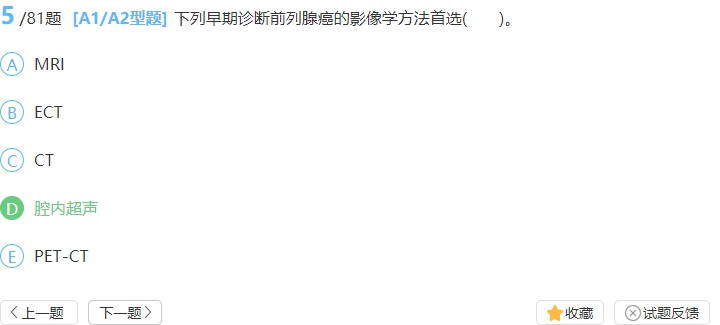 5 /81题 [A1/A2型题] 下列早期诊断前列腺癌的影像学方法首选(　　)。
A MRI
B ECT
C CT
D 腔内超声
E PET-CT
上一题 下一题 收藏 试题反馈